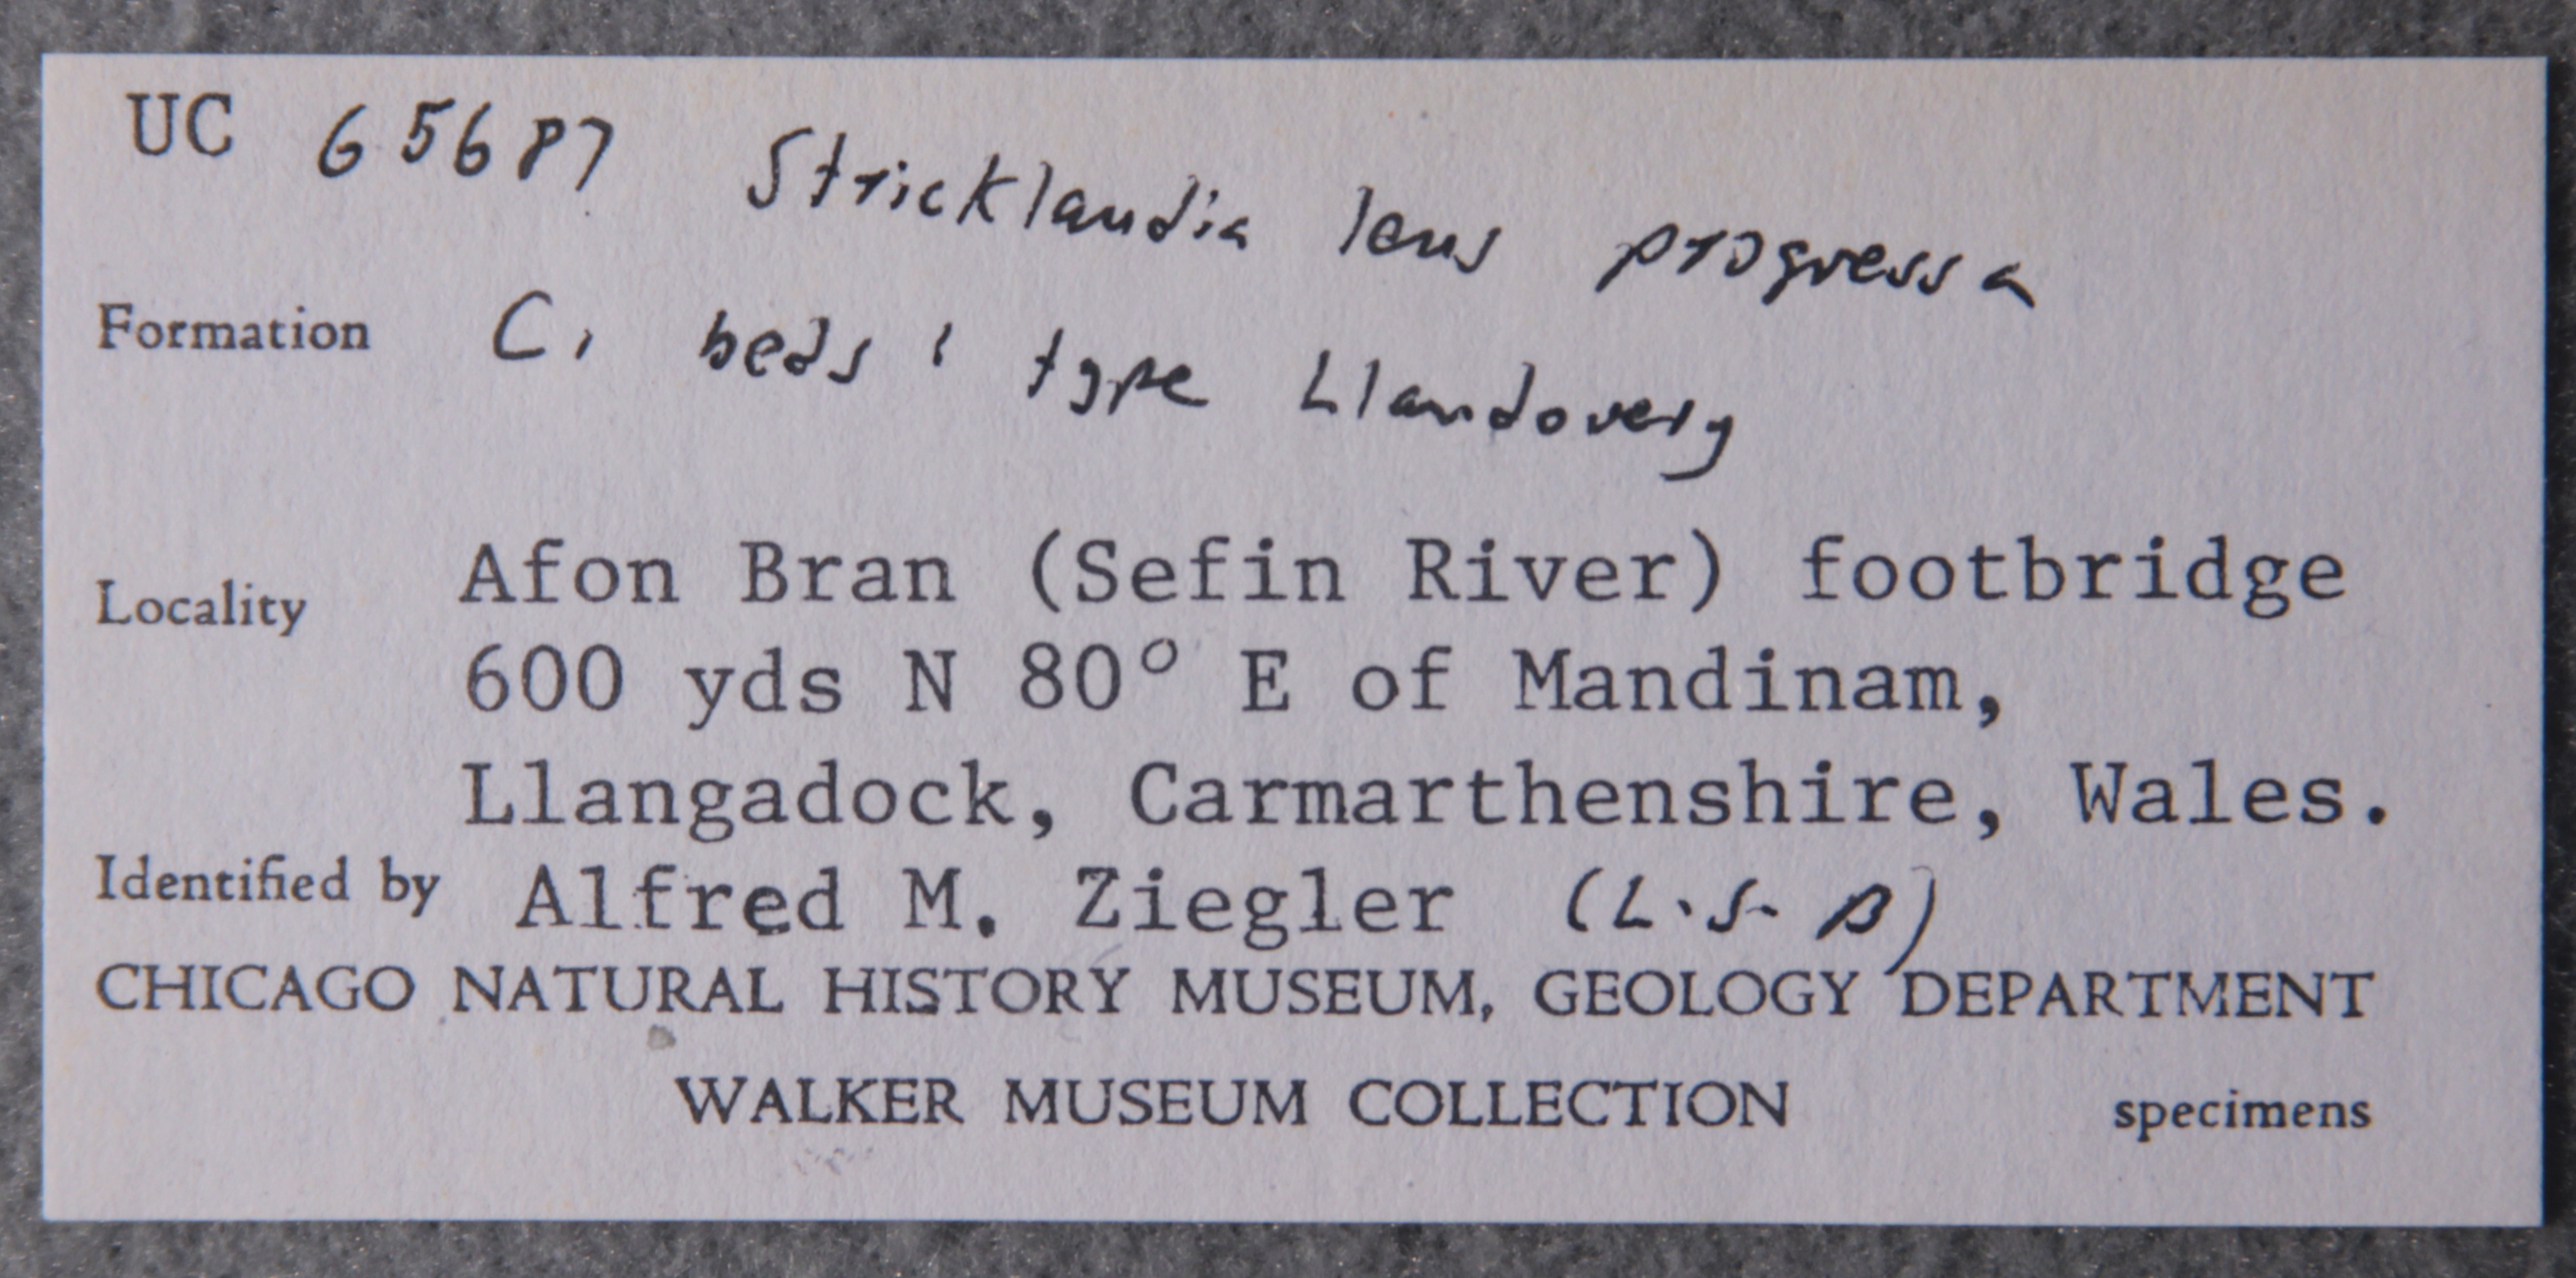 UC 65687 Stricklandia lens progressa
Formation C1 beds; type Llandovery
Locality Afon Bran (Sefin River) footbridge
600 yds N 80° E of Mandinam,
Llangadock, Carmarthenshire, Wales.
Identified by Alfred M. Ziegler (L.S.B)
CHICAGO NATURAL HISTORY MUSEUM, GEOLOGY DEPARTMENT
WALKER MUSEUM COLLECTION specimens